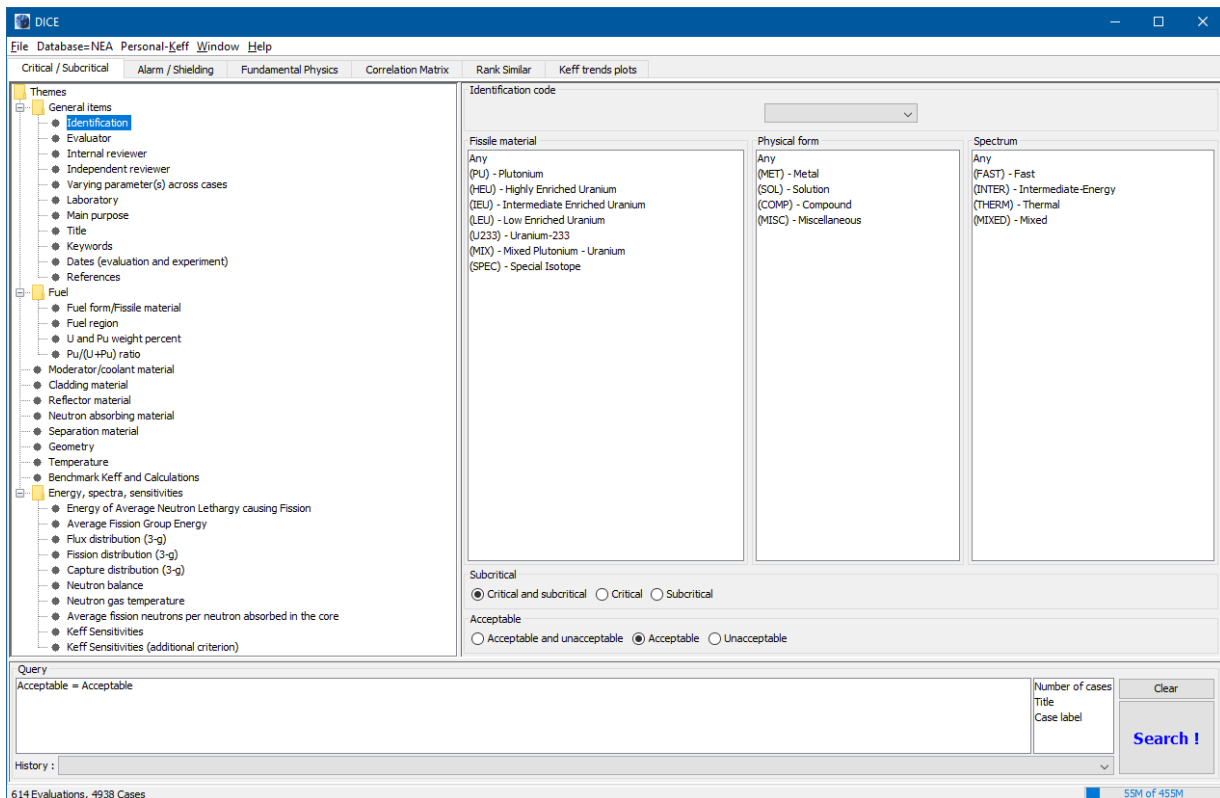 DICE
File Database=NEA Personal-Keff Window Help
Critical / Subcritical Alarm / Shielding Fundamental Physics Correlation Matrix Rank Similar Keff trends plots
Themes
General items
Identification
Evaluator
Internal reviewer
Independent reviewer
Varying parameter(s) across cases
Laboratory
Main purpose
Title
Keywords
Dates (evaluation and experiment)
References
Fuel
Fuel form/Fissile material
Fuel region
U and Pu weight percent
Pu/(U+Pu) ratio
Moderator/coolant material
Cladding material
Reflector material
Neutron absorbing material
Separation material
Geometry
Temperature
Benchmark Keff and Calculations
Energy, spectra, sensitivities
Energy of Average Neutron Lethargy causing Fission
Average Fission Group Energy
Flux distribution (3-g)
Fission distribution (3-g)
Capture distribution (3-g)
Neutron balance
Neutron gas temperature
Average fission neutrons per neutron absorbed in the core
Keff Sensitivities
Keff Sensitivities (additional criterion)
Identification code
Fissile material
Any
(PU) - Plutonium
(HEU) - Highly Enriched Uranium
(IEU) - Intermediate Enriched Uranium
(LEU) - Low Enriched Uranium
(U233) - Uranium-233
(MIX) - Mixed Plutonium - Uranium
(SPEC) - Special Isotope
Physical form
Any
(MET) - Metal
(SOL) - Solution
(COMP) - Compound
(MISC) - Miscellaneous
Spectrum
Any
(FAST) - Fast
(INTER) - Intermediate-Energy
(THERM) - Thermal
(MIXED) - Mixed
Subcritical
Critical and subcritical Critical Subcritical
Acceptable
Acceptable and unacceptable Acceptable Unacceptable
Query
Acceptable = Acceptable
Number of cases
Title
Case label
Clear
Search !
History :
614 Evaluations, 4938 Cases
55M of 455M